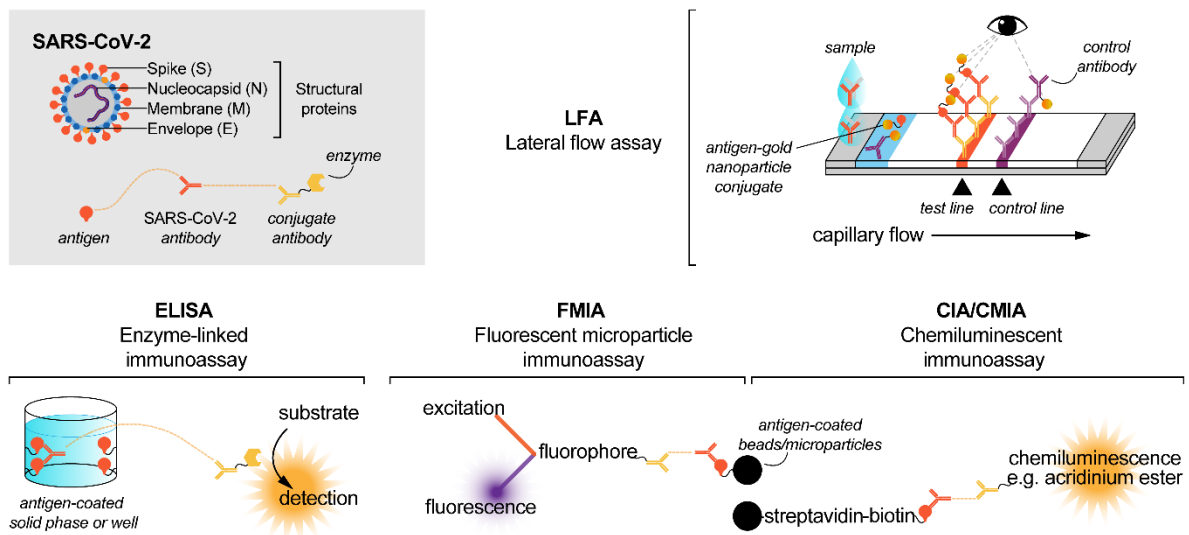 SARS-CoV-2
Spike (S)
Nucleocapsid (N)
Membrane (M)
Envelope (E)
Structural
proteins
enzyme
antigen
SARS-CoV-2
antibody
conjugate
antibody
LFA
Lateral flow assay
sample
control
antibody
antigen-gold
nanoparticle
conjugate
test line
control line
capillary flow
ELISA
Enzyme-linked
immunoassay
substrate
detection
antigen-coated
solid phase or well
FMIA
Fluorescent microparticle
immunoassay
excitation
fluorophore
fluorescence
antigen-coated
beads/microparticles
CIA/CMIA
Chemiluminescent
immunoassay
streptavidin-biotin
chemiluminescence
e.g. acridinium ester